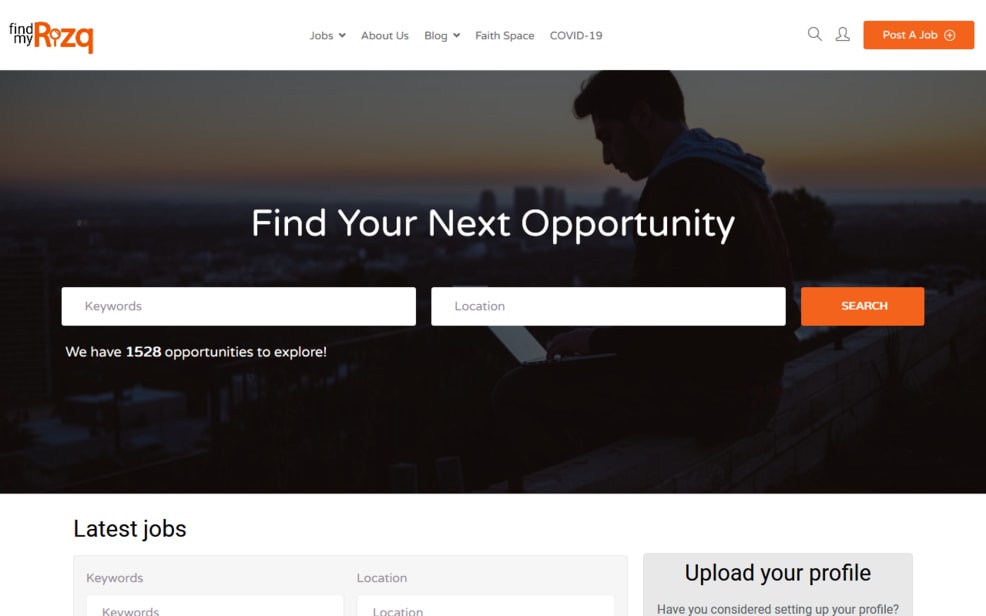 find
my Rizq
Jobs About Us Blog Faith Space COVID-19
Post A Job
Find Your Next Opportunity
Keywords Location SEARCH
We have 1528 opportunities to explore!
Latest jobs
Keywords Location
Keywords Location
Upload your profile
Have you considered setting up your profile?